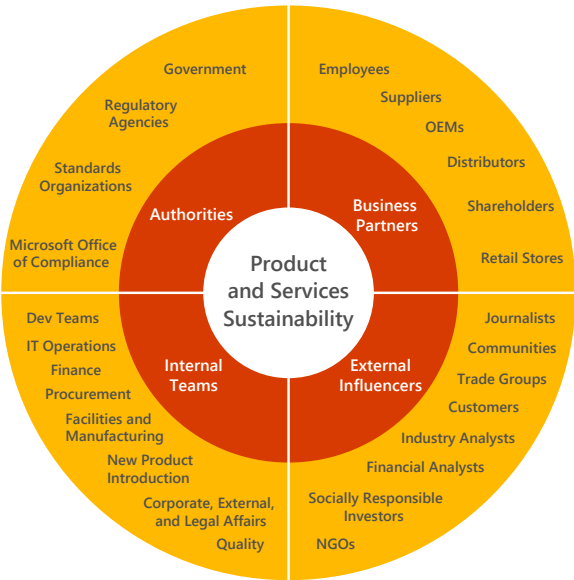 Government
Regulatory
Agencies
Standards
Organizations
Microsoft Office
of Compliance
Authorities
Employees
Suppliers
OEMs
Distributors
Shareholders
Retail Stores
Business
Partners
Product
and Services
Sustainability
Internal
Teams
Dev Teams
IT Operations
Finance
Procurement
Facilities and
Manufacturing
New Product
Introduction
Corporate, External,
and Legal Affairs
Quality
External
Influencers
Journalists
Communities
Trade Groups
Customers
Industry Analysts
Financial Analysts
Socially Responsible
Investors
NGOs